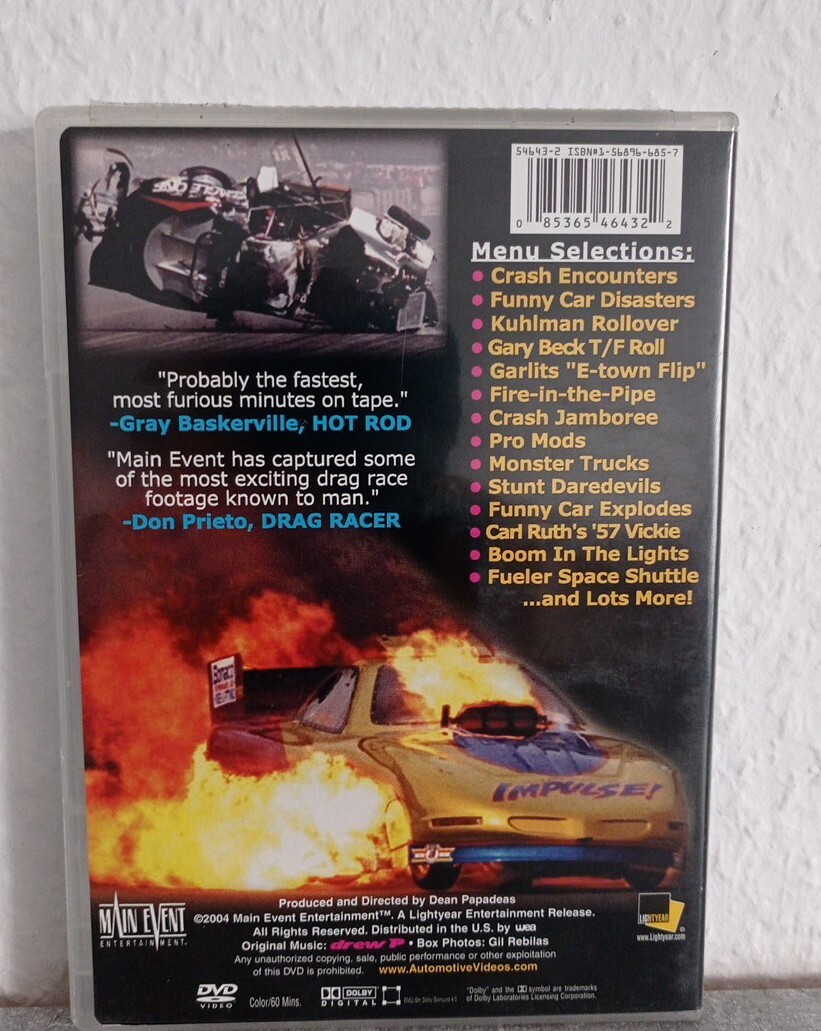 54643-2 ISBN#1-56896-685-7
0 85365 46432 2
EAGLE ONE
Menu Selections:
Crash Encounters
Funny Car Disasters
Kuhlman Rollover
Gary Beck T/F Roll
Garlits "E-town Flip"
Fire-in-the-Pipe
Crash Jamboree
Pro Mods
Monster Trucks
Stunt Daredevils
Funny Car Explodes
Carl Ruth's '57 Vickie
Boom In The Lights
Fueler Space Shuttle
...and Lots More!
"Probably the fastest,
most furious minutes on tape."
-Gray Baskerville, HOT ROD
"Main Event has captured some
of the most exciting drag race
footage known to man."
-Don Prieto, DRAG RACER
IMPULSE!
MAIN EVENT
ENTERTAINMENT.
Produced and Directed by Dean Papadeas
©2004 Main Event Entertainment™. A Lightyear Entertainment Release.
All Rights Reserved. Distributed in the U.S. by wea
Original Music: drew P • Box Photos: Gil Rebilas
Any unauthorized copying, sale, public performance or other exploitation
of this DVD is prohibited. www.AutomotiveVideos.com
LIGHTYEAR
www.Lightyear.com
DVD
VIDEO
Color/60 Mins.
DOLBY
DIGITAL
"Dolby" and the symbol are trademarks
of Dolby Laboratories Licensing Corporation.